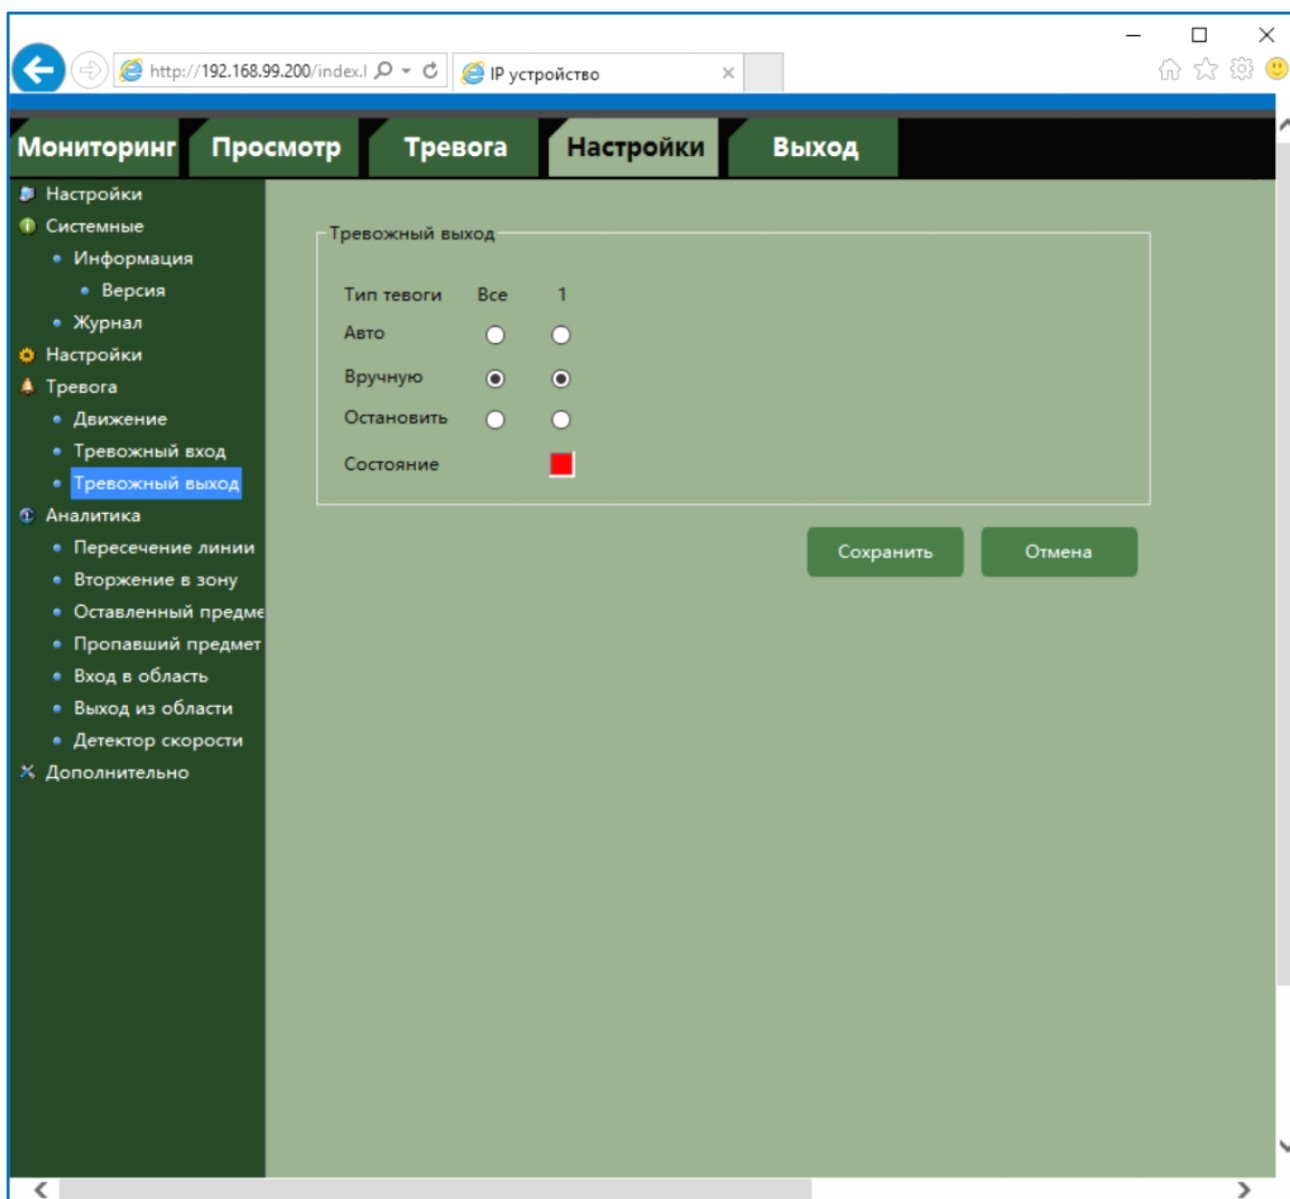 http://192.168.99.200/index.l
IP устройство
Мониторинг
Просмотр
Тревога
Настройки
Выход
Настройки
Системные
Информация
Версия
Журнал
Настройки
Тревога
Движение
Тревожный вход
Тревожный выход
Аналитика
Пересечение линии
Вторжение в зону
Оставленный предме
Пропавший предмет
Вход в область
Выход из области
Детектор скорости
Дополнительно
Тревожный выход
Тип тевоги Все 1
Авто
Вручную
Остановить
Состояние
Сохранить
Отмена